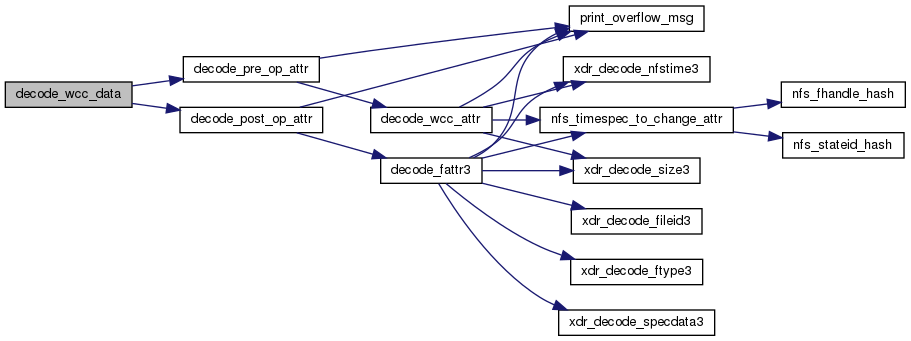 decode_wcc_data
decode_pre_op_attr
decode_post_op_attr
decode_wcc_attr
decode_fattr3
print_overflow_msg
xdr_decode_nfstime3
nfs_timespec_to_change_attr
xdr_decode_size3
xdr_decode_fileid3
xdr_decode_ftype3
xdr_decode_specdata3
nfs_fhandle_hash
nfs_stateid_hash